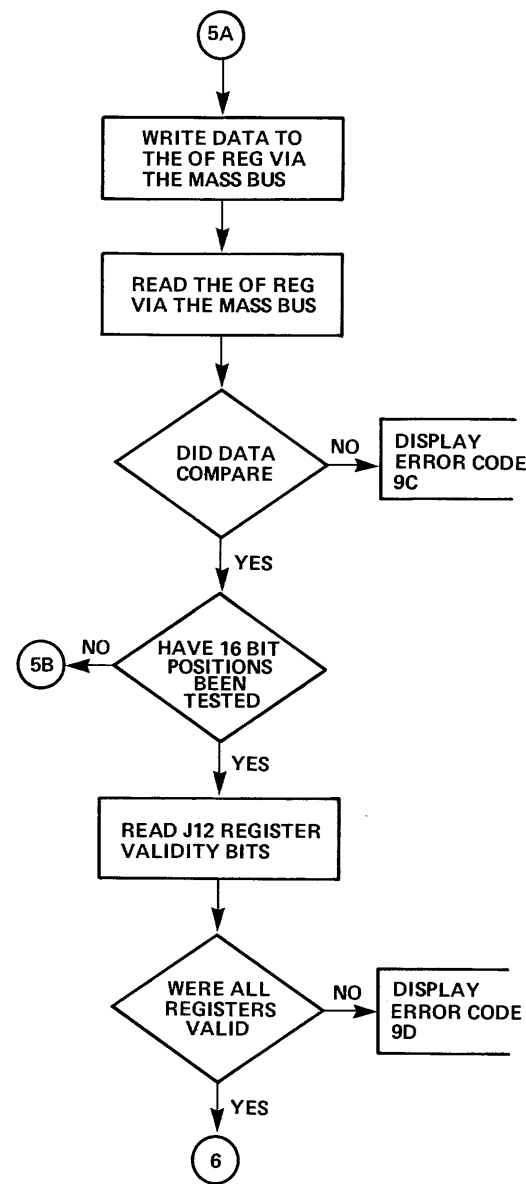 5A
WRITE DATA TO
THE OF REG VIA
THE MASS BUS
READ THE OF REG
VIA THE MASS BUS
DID DATA
COMPARE
NO
DISPLAY
ERROR CODE
9C
YES
5B
NO
HAVE 16 BIT
POSITIONS
BEEN
TESTED
YES
READ J12 REGISTER
VALIDITY BITS
WERE ALL
REGISTERS
VALID
NO
DISPLAY
ERROR CODE
9D
YES
6